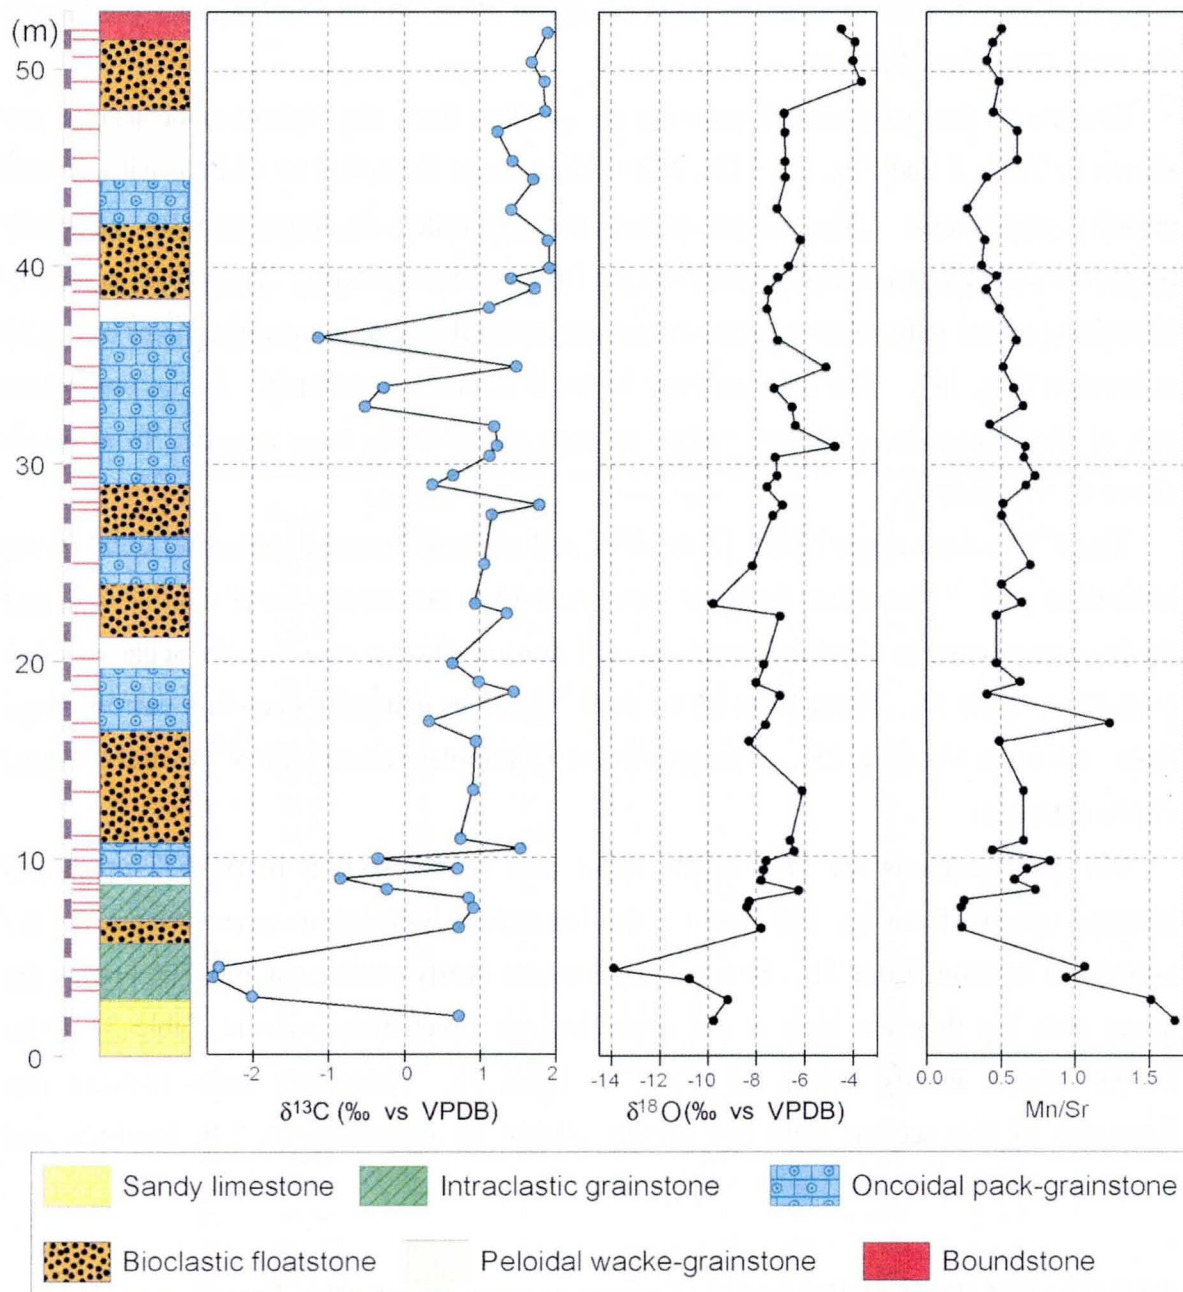 (m)
50
40
30
20
10
0
-2 -1 0 1 2
-14 -12 -10 -8 -6 -4
0.0 0.5 1.0 1.5
δ¹³C (‰ vs VPDB)
δ¹⁸O(‰ vs VPDB)
Mn/Sr
Sandy limestone
Intraclastic grainstone
Oncoidal pack-grainstone
Bioclastic floatstone
Peloidal wacke-grainstone
Boundstone